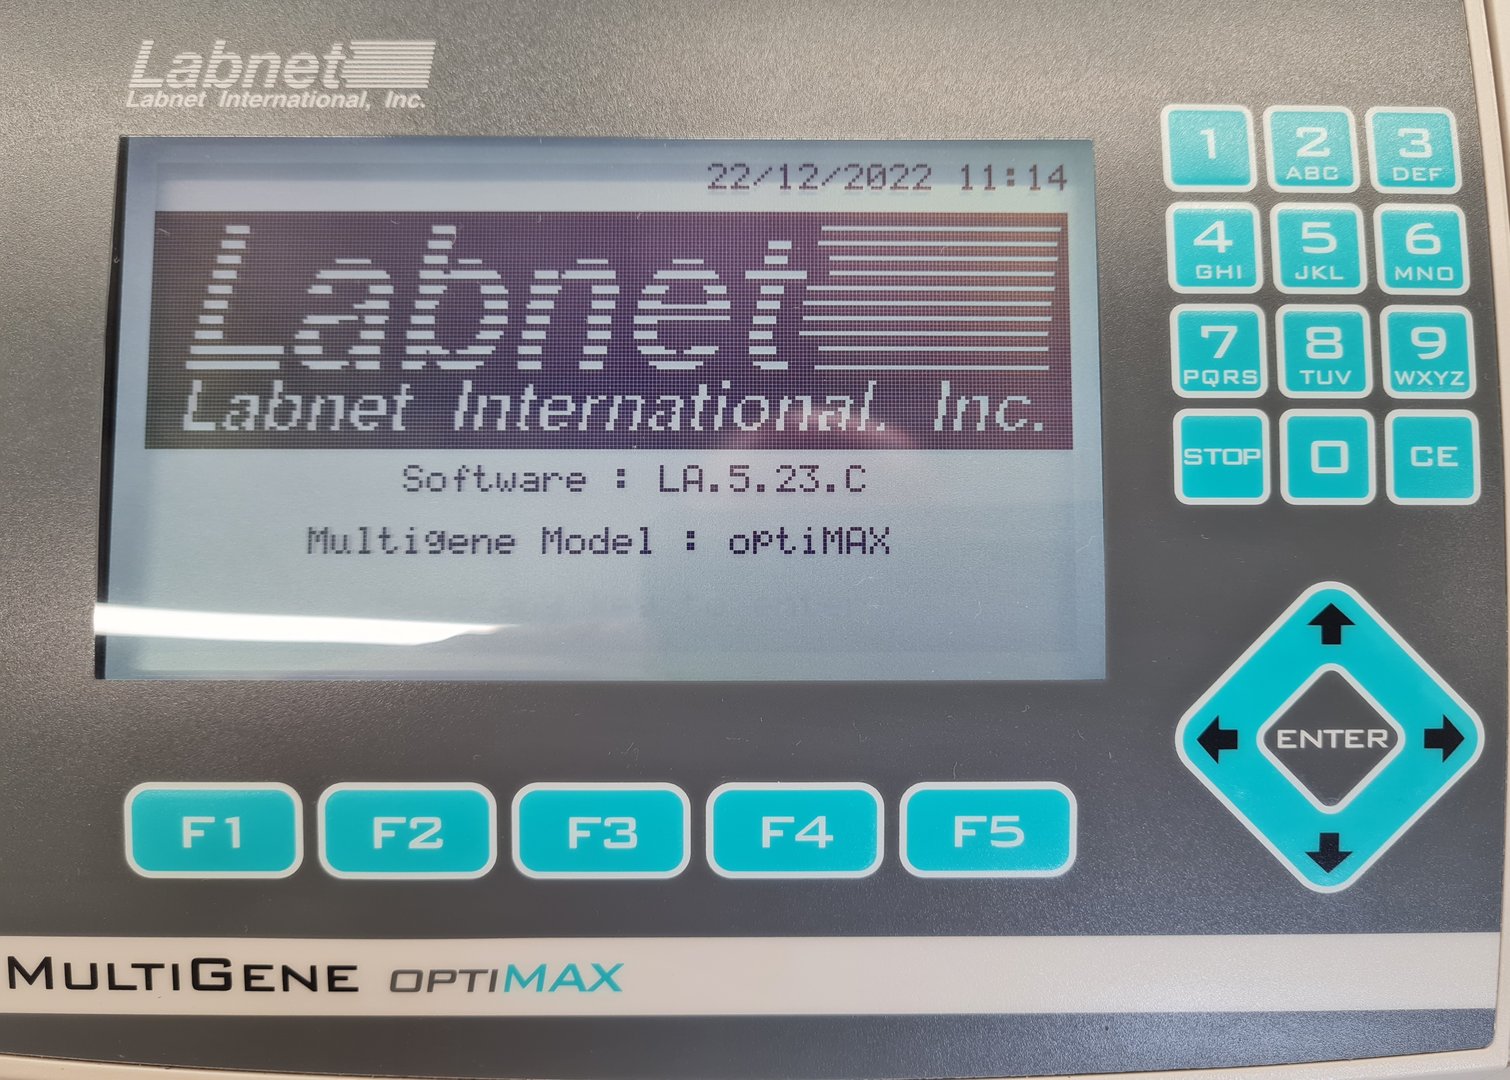 Labnet
Labnet International, Inc.
22/12/2022 11:14
Labnet
Labnet International. Inc.
Software : LA.5.23.C
Multigene Model : optiMAX
1
2
ABC
3
DEF
4
GHI
5
JKL
6
MNO
7
PQRS
8
TUV
9
WXYZ
STOP
0
CE
ENTER
F1
F2
F3
F4
F5
MULTIGENE OPTIMAX